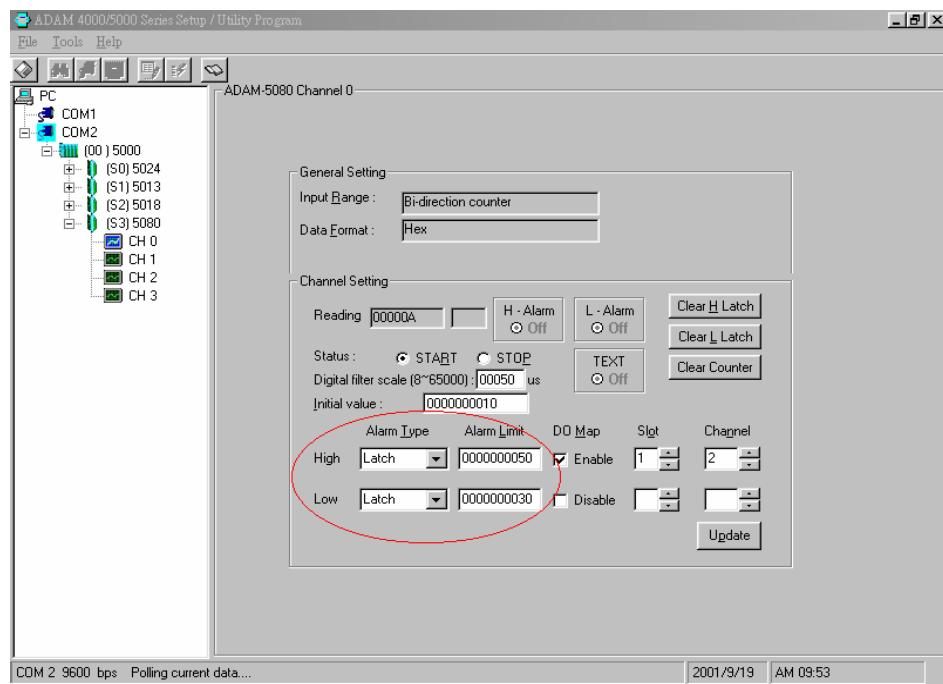 ADAM 4000/5000 Series Setup / Utility Program
File Tools Help
PC
COM1
COM2
(00 ) 5000
(S0) 5024
(S1) 5013
(S2) 5018
(S3) 5080
CH 0
CH 1
CH 2
CH 3
ADAM-5080 Channel 0
General Setting
Input Range : Bi-direction counter
Data Format : Hex
Channel Setting
Reading 00000A H - Alarm Off L - Alarm Off Clear H Latch
Clear L Latch
Status : START STOP TEXT Off Clear Counter
Digital filter scale (8~65000) : 00050 us
Initial value : 0000000010
Alarm Type Alarm Limit DO Map Slot Channel
High Latch 0000000050 Enable 1 2
Low Latch 0000000030 Disable
Update
COM 2 9600 bps Polling current data.... 2001/9/19 AM 09:53